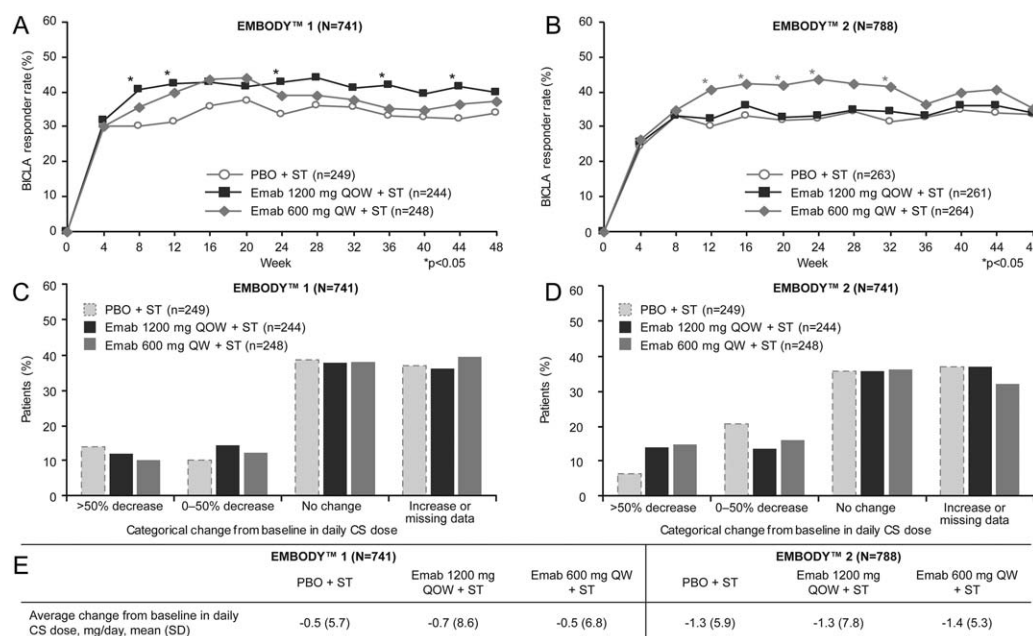 A
EMBODY™ 1 (N=741)
BICLA responder rate (%)
60
50
40
30
20
10
0
* * * * *
PBO + ST (n=249)
Emab 1200 mg QOW + ST (n=244)
Emab 600 mg QW + ST (n=248)
0 4 8 12 16 20 24 28 32 36 40 44 48
Week
*p<0.05
B
EMBODY™ 2 (N=788)
BICLA responder rate (%)
60
50
40
30
20
10
0
* * * * *
PBO + ST (n=263)
Emab 1200 mg QOW + ST (n=261)
Emab 600 mg QW + ST (n=264)
0 4 8 12 16 20 24 28 32 36 40 44 4
Week
*p<0.05
C
EMBODY™ 1 (N=741)
Patients (%)
60
50
40
30
20
10
0
PBO + ST (n=249)
Emab 1200 mg QOW + ST (n=244)
Emab 600 mg QW + ST (n=248)
>50% decrease 0–50% decrease No change Increase or
missing data
Categorical change from baseline in daily CS dose
D
EMBODY™ 2 (N=741)
Patients (%)
60
50
40
30
20
10
0
PBO + ST (n=249)
Emab 1200 mg QOW + ST (n=244)
Emab 600 mg QW + ST (n=248)
>50% decrease 0–50% decrease No change Increase or
missing data
Categorical change from baseline in daily CS dose
E
EMBODY™ 1 (N=741) EMBODY™ 2 (N=788)
PBO + ST Emab 1200 mg QOW + ST Emab 600 mg QW + ST PBO + ST Emab 1200 mg QOW + ST Emab 600 mg QW + ST
Average change from baseline in daily
CS dose, mg/day, mean (SD)
-0.5 (5.7) -0.7 (8.6) -0.5 (6.8) -1.3 (5.9) -1.3 (7.8) -1.4 (5.3)